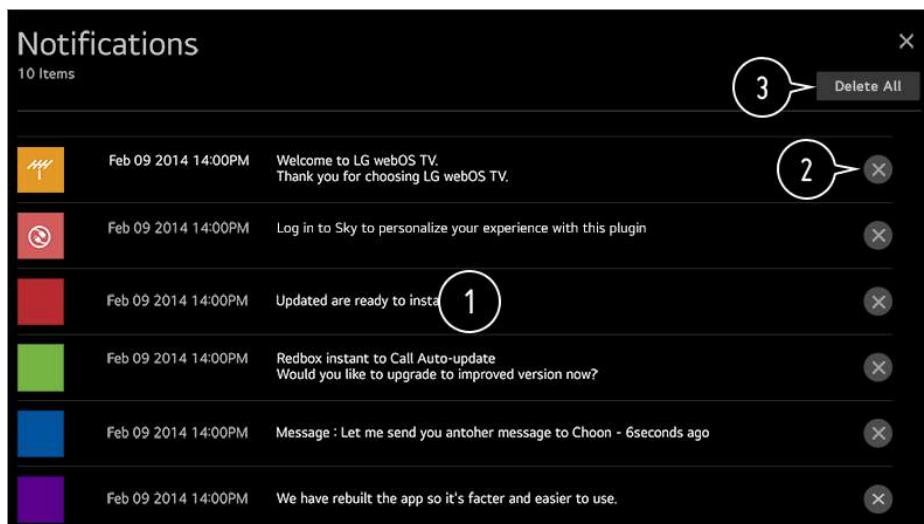 Notifications
10 Items
3
Delete All
Feb 09 2014 14:00PM
Welcome to LG webOS TV.
Thank you for choosing LG webOS TV.
2
Feb 09 2014 14:00PM
Log in to Sky to personalize your experience with this plugin
Feb 09 2014 14:00PM
Updated are ready to insta
1
Feb 09 2014 14:00PM
Redbox instant to Call Auto-update
Would you like to upgrade to improved version now?
Feb 09 2014 14:00PM
Message : Let me send you antoher message to Choon - 6seconds ago
Feb 09 2014 14:00PM
We have rebuilt the app so it's facter and easier to use.